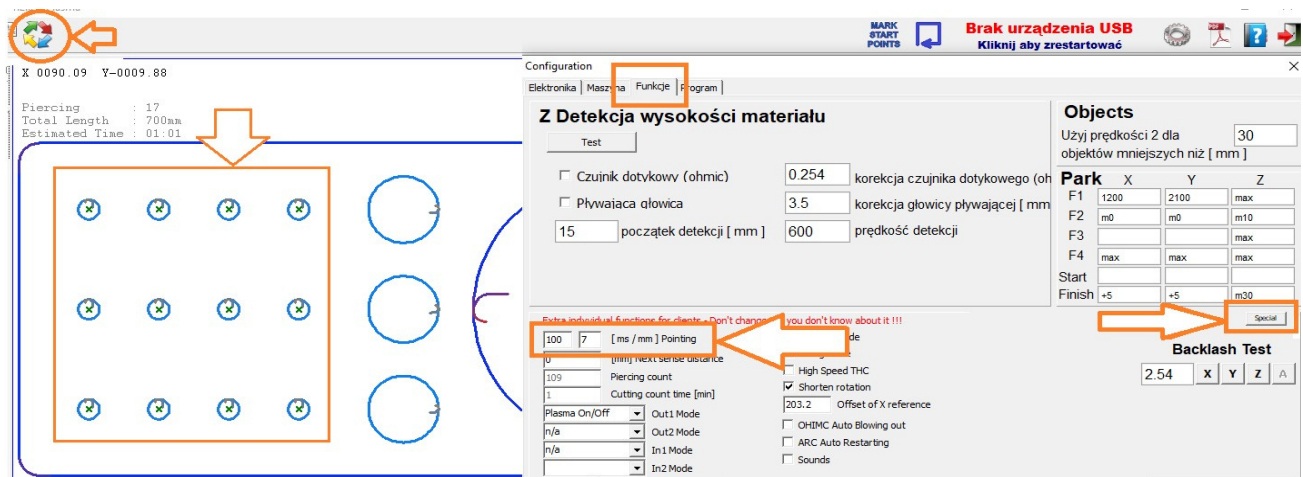 MARK
START
POINTS
Brak urządzenia USB
Kliknij aby zrestartować
X 0090.09 Y-0009.88
Piercing : 17
Total Length : 700mm
Estimated Time : 01:01
Configuration
Elektronika Maszyna Funkcje Program
Z Detekcja wysokości materiału
Test
Czujnik dotykowy (ohmic) 0.254 korekcja czujnika dotykowego (oh
Pływająca głowica 3.5 korekcja głowicy pływającej [ mm
15 początek detekcji [ mm ] 600 prędkość detekcji
Objects
Użyj prędkości 2 dla 30
objektów mniejszych niż [ mm ]
Park X Y Z
F1 1200 2100 max
F2 m0 m0 m10
F3 max
F4 max max max
Start
Finish +5 +5 m30
Special
Backlash Test
2.54 X Y Z A
Extra indyvidual functions for clients - Don't change you don't know about it !!!
100 7 [ ms / mm ] Pointing
0 [mm] Next sense distance
109 Piercing count
1 Cutting count time [min]
Plasma On/Off Out1 Mode
n/a Out2 Mode
n/a In1 Mode
In2 Mode
High Speed THC
Shorten rotation
203.2 Offset of X reference
OHIMC Auto Blowing out
ARC Auto Restarting
Sounds